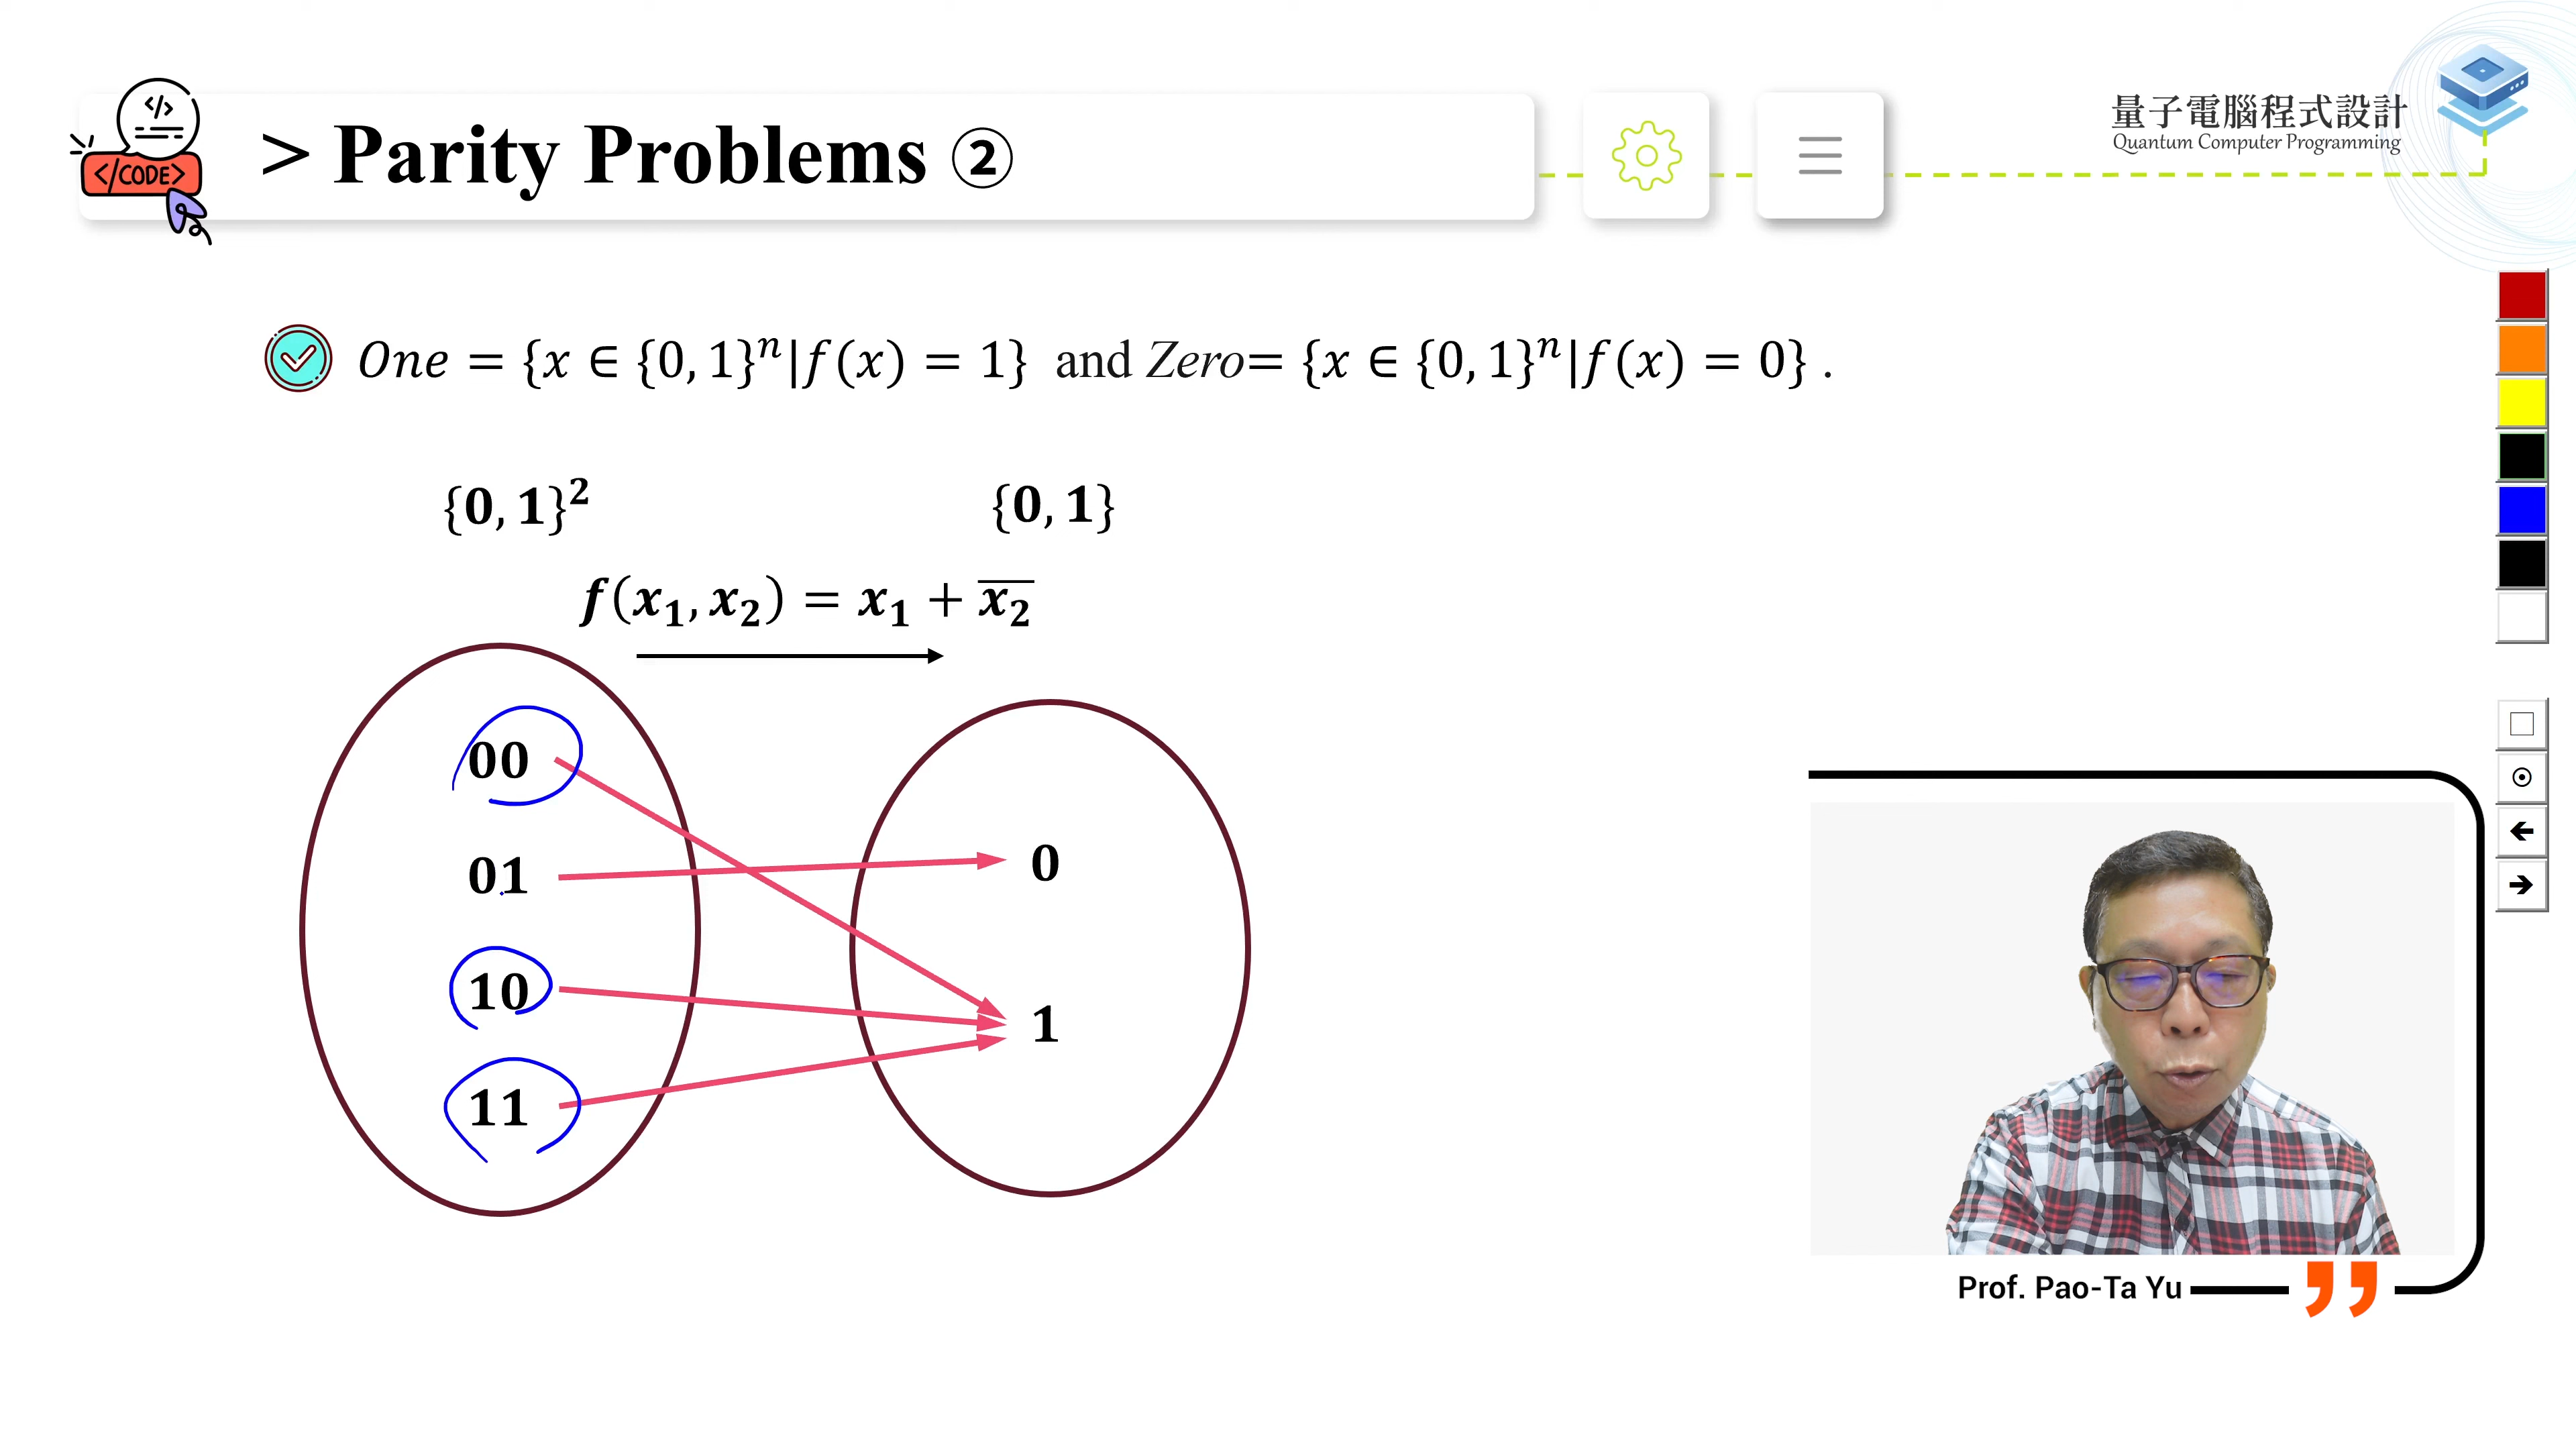 </>
</CODE>
> Parity Problems ②
量子電腦程式設計
Quantum Computer Programming
One = {x ∈ {0, 1}ⁿ|f(x) = 1} and Zero= {x ∈ {0, 1}ⁿ|f(x) = 0} .
{0, 1}² {0, 1}
f(x₁, x₂) = x₁ + x̅₂
00
01
10
11
0
1
Prof. Pao-Ta Yu